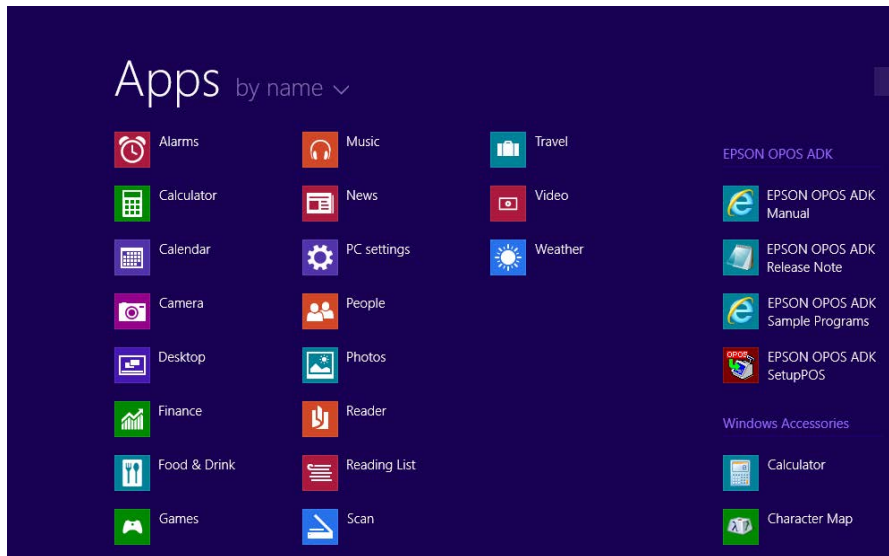 Apps by name
Alarms
Calculator
Calendar
Camera
Desktop
Finance
Food & Drink
Games
Music
News
PC settings
People
Photos
Reader
Reading List
Scan
Travel
Video
Weather
EPSON OPOS ADK
EPSON OPOS ADK
Manual
EPSON OPOS ADK
Release Note
EPSON OPOS ADK
Sample Programs
OPOS
EPSON OPOS ADK
SetupPOS
Windows Accessories
Calculator
Character Map